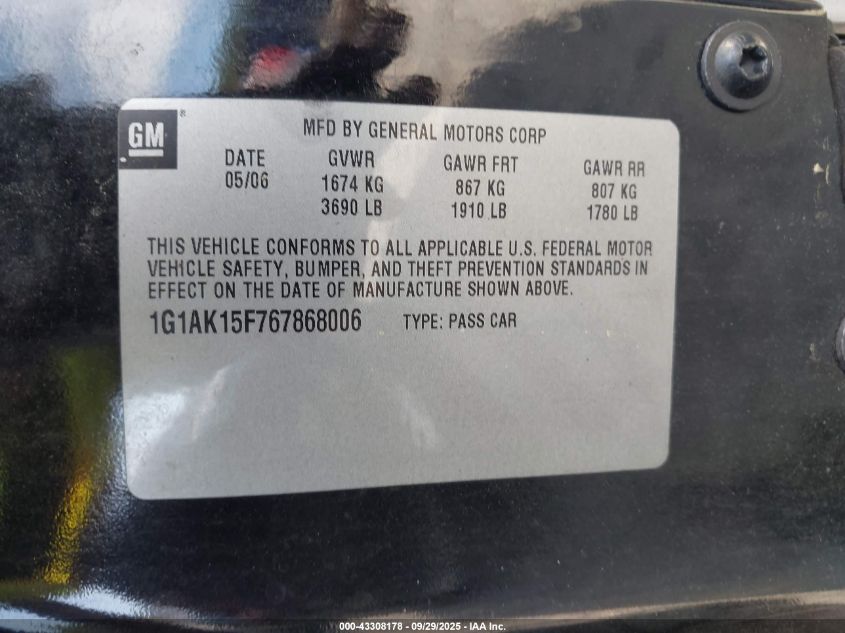 GM
MFD BY GENERAL MOTORS CORP
DATE GVWR GAWR FRT GAWR RR
05/06 1674 KG 867 KG 807 KG
3690 LB 1910 LB 1780 LB
THIS VEHICLE CONFORMS TO ALL APPLICABLE U.S. FEDERAL MOTOR
VEHICLE SAFETY, BUMPER, AND THEFT PREVENTION STANDARDS IN
EFFECT ON THE DATE OF MANUFACTURE SHOWN ABOVE.
1G1AK15F767868006 TYPE: PASS CAR
000-43308178 - 09/29/2025 - IAA Inc.